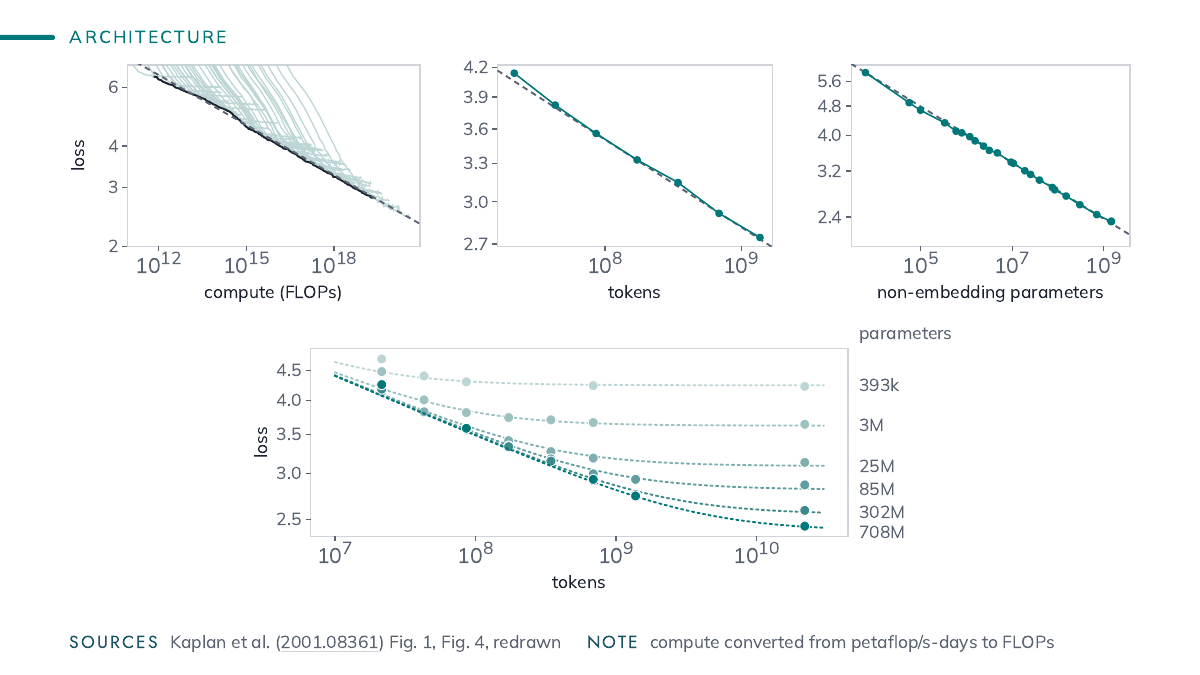 ARCHITECTURE
loss
6
4
3
2
10^12
10^15
10^18
compute (FLOPs)
4.2
3.9
3.6
3.3
3.0
2.7
10^8
10^9
tokens
5.6
4.8
4.0
3.2
2.4
10^5
10^7
10^9
non-embedding parameters
parameters
loss
4.5
4.0
3.5
3.0
2.5
10^7
10^8
10^9
10^10
tokens
393k
3M
25M
85M
302M
708M
SOURCES Kaplan et al. (2001.08361) Fig. 1, Fig. 4, redrawn NOTE compute converted from petaflop/s-days to FLOPs